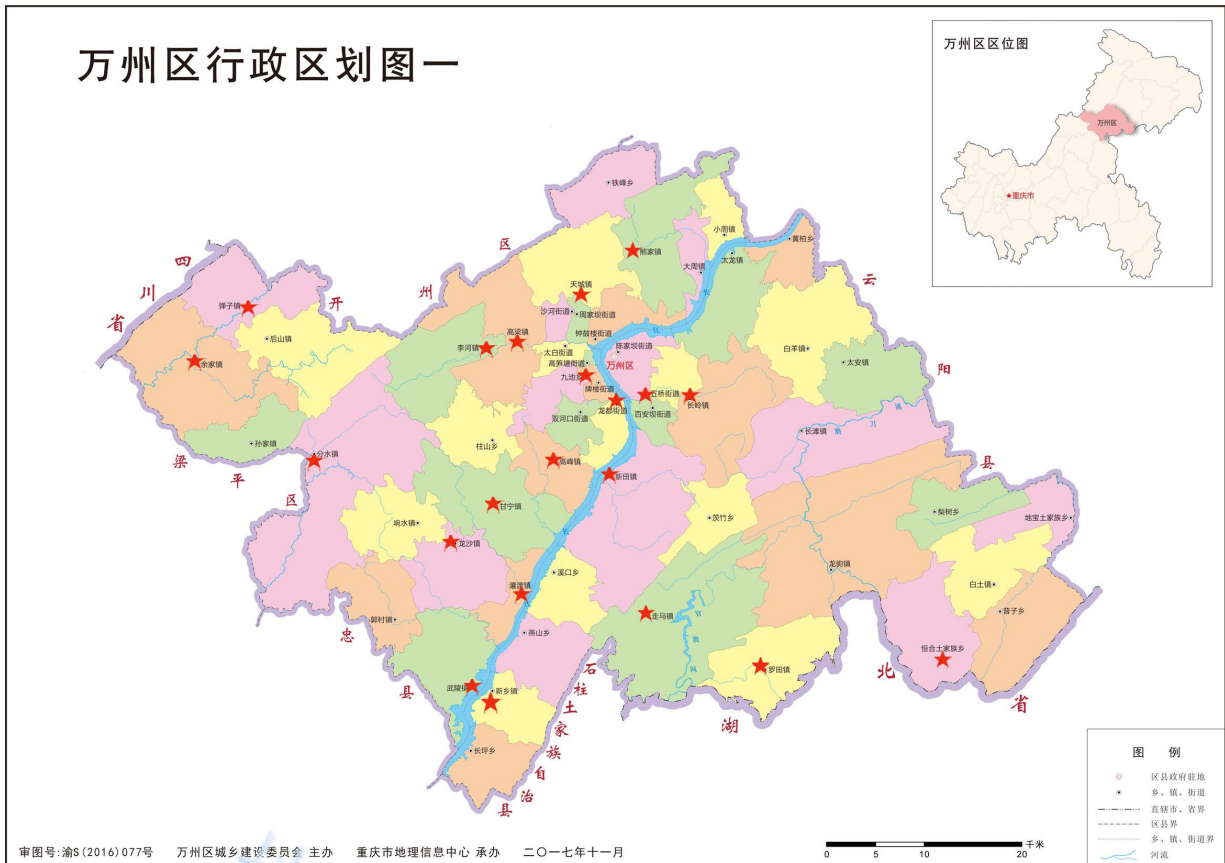 万州区行政区划图一
万州区区位图
万州区
重庆市
铁峰乡
小周镇
黄柏乡
区
熊家镇
太龙镇
大周镇
四
川
省
开
州
云
天城镇
长
弹子镇
沙河街道
周家坝街道
钟鼓楼街道
江
后山镇
高梁镇
李河镇
太白街道
陈家坝街道
高笋塘街道
万州区
白羊镇
太安镇
余家镇
九池乡
牌楼街道
五桥街道
长岭镇
阳
龙都街道
百安坝街道
双河口街道
长滩镇
磨
刀
溪
孙家镇
柱山乡
梁
平
区
分水镇
高峰镇
新田镇
县
甘宁镇
响水镇
茨竹乡
梨树乡
地宝土家族乡
龙沙镇
长
溪口乡
龙驹镇
白土镇
瀼渡镇
走马镇
普子乡
郭村镇
忠
县
燕山乡
恒合土家族乡
石
柱
土
家
族
自
治
县
罗田镇
北
省
湖
武陵镇
新乡镇
长坪乡
图 例
区县政府驻地
乡、镇、街道
直辖市、省界
区县界
乡、镇、街道界
河流
千米
0 5 10 20
审图号:渝S(2016)077号 万州区城乡建设委员会 主办 重庆市地理信息中心 承办 二〇一七年十一月